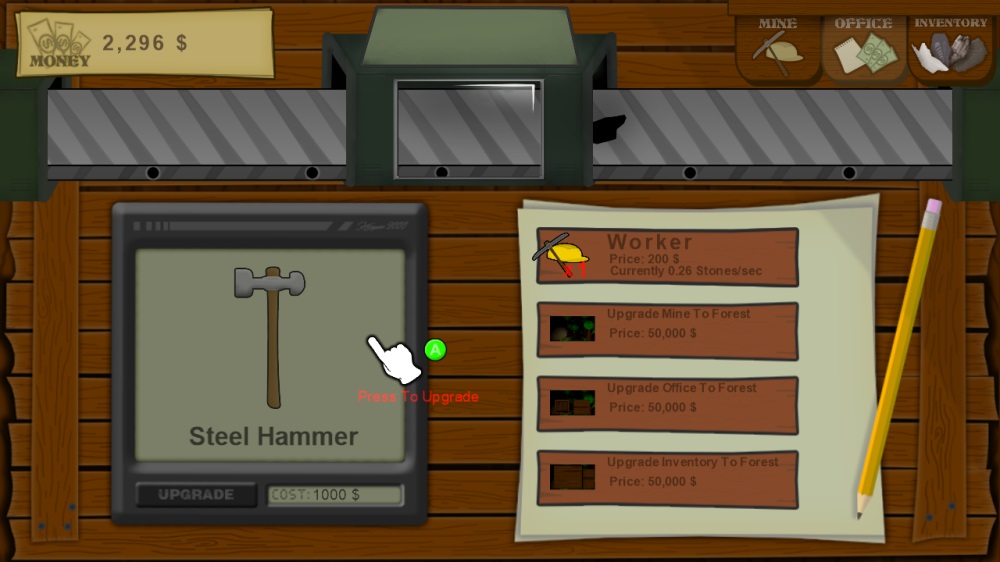 2,296 $
MONEY
MINE
OFFICE
INVENTORY
Worker
Price: 200 $
Currently 0.26 Stones/sec
x 1
Upgrade Mine To Forest
Price: 50,000 $
A
Press To Upgrade
Upgrade Office To Forest
Price: 50,000 $
Steel Hammer
Upgrade Inventory To Forest
Price: 50,000 $
UPGRADE
COST: 1000 $